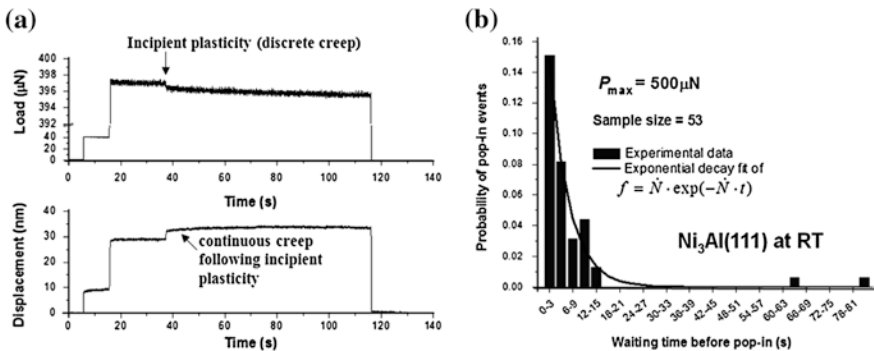 (a)
Incipient plasticity (discrete creep)
Load (μN)
400
398
396
394
392
40
20
0
0 20 40 60 80 100 120 140
Time (s)
Displacement (nm)
40
30
20
10
0
continuous creep
following incipient
plasticity
0 20 40 60 80 100 120 140
Time (s)
(b)
Probability of pop-in events
0.16
0.14
0.12
0.10
0.08
0.06
0.04
0.02
0.00
Pmax = 500μN
Sample size = 53
Experimental data
Exponential decay fit of
f = Ṅ · exp(−Ṅ · t)
Ni₃Al(111) at RT
0-3 6-9 12-15 18-21 24-27 30-33 36-39 42-45 48-51 54-57 60-63 66-69 72-75 78-81
Waiting time before pop-in (s)